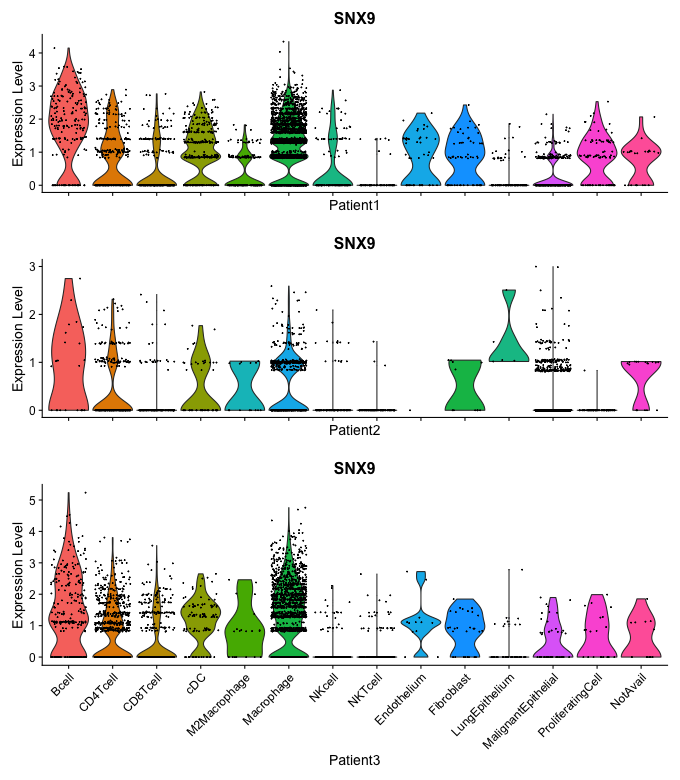 SNX9
Expression Level
4
3
2
1
0
Patient1
SNX9
Expression Level
3
2
1
0
Patient2
SNX9
Expression Level
5
4
3
2
1
0
Bcell
CD4Tcell
CD8Tcell
cDC
M2Macrophage
Macrophage
NKcell
NKTcell
Endothelium
Fibroblast
LungEpithelium
MalignantEpithelial
ProliferatingCell
NotAvail
Patient3